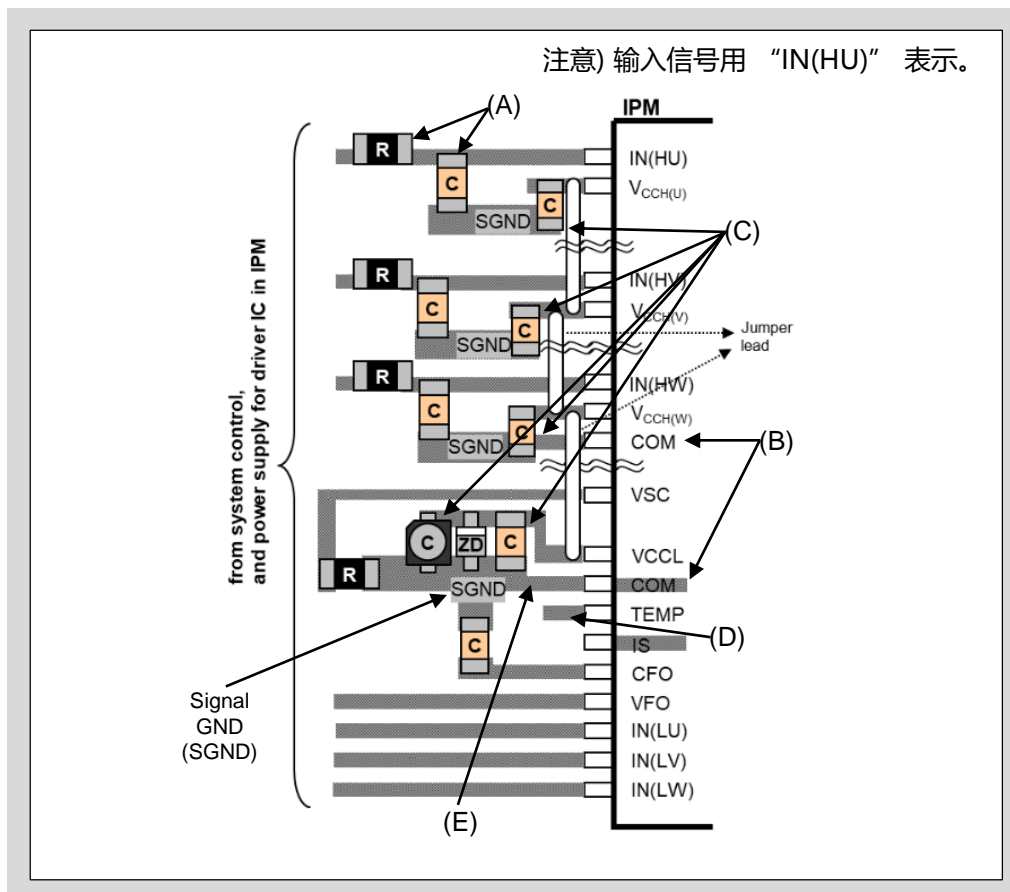 注意) 输入信号用 “IN(HU)” 表示。
(A)
IPM
R
IN(HU)
C
VCCH(U)
C
SGND
(C)
R
IN(HV)
C
VCCH(V)
C
SGND
Jumper
lead
R
IN(HW)
C
VCCH(W)
C
SGND
COM
(B)
from system control,
and power supply for driver IC in IPM
VSC
C
ZD
C
VCCL
R
SGND
COM
TEMP
(D)
C
IS
CFO
Signal
GND
(SGND)
VFO
IN(LU)
IN(LV)
IN(LW)
(E)